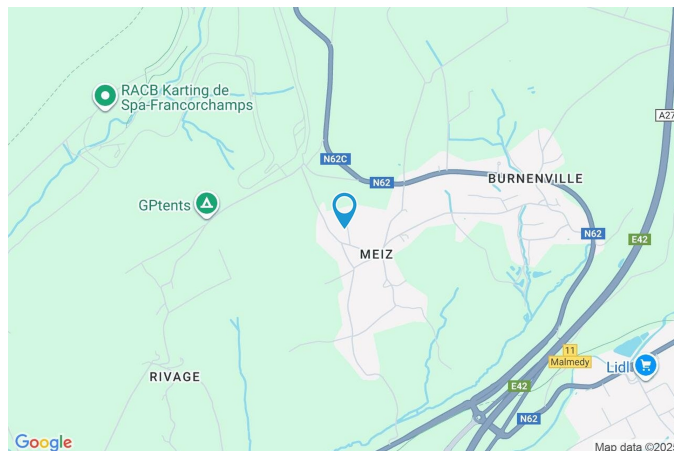 RACB Karting de
Spa-Francorchamps
A27
N62C
N62
BURNENVILLE
GPtents
N62
E42
MEIZ
11
Malmedy
Lidl
RIVAGE
E42
N62
Google
Map data ©2025